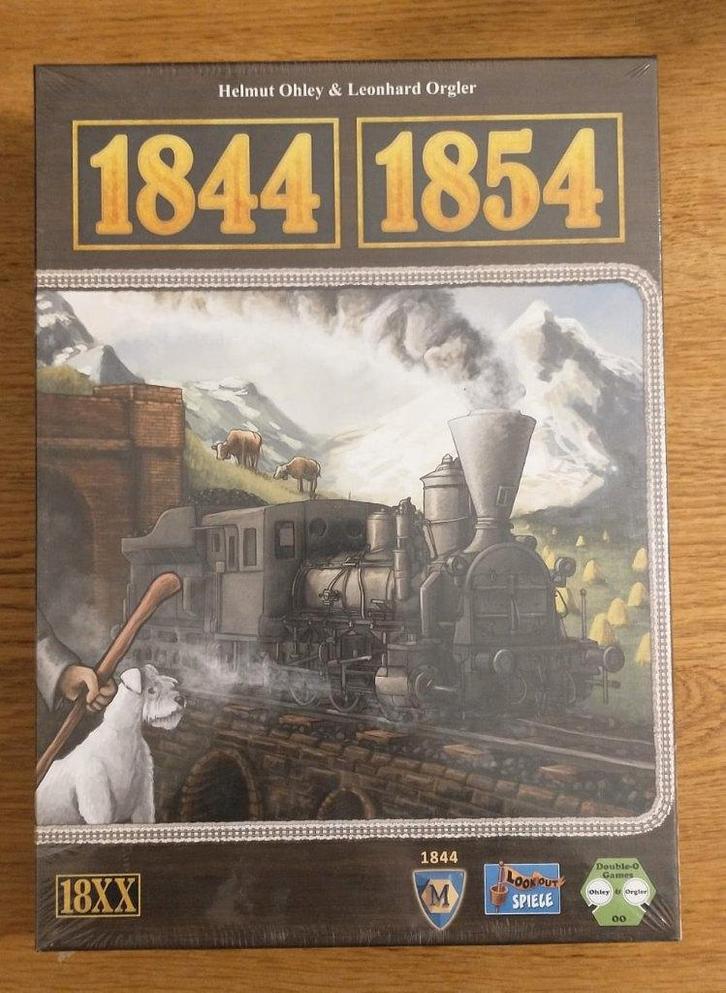 Helmut Ohley & Leonhard Orgler
1844 1854
18XX
1844
M
LOOKOUT
SPIELE
Double-O
Games
Ohley & Orgler
OO